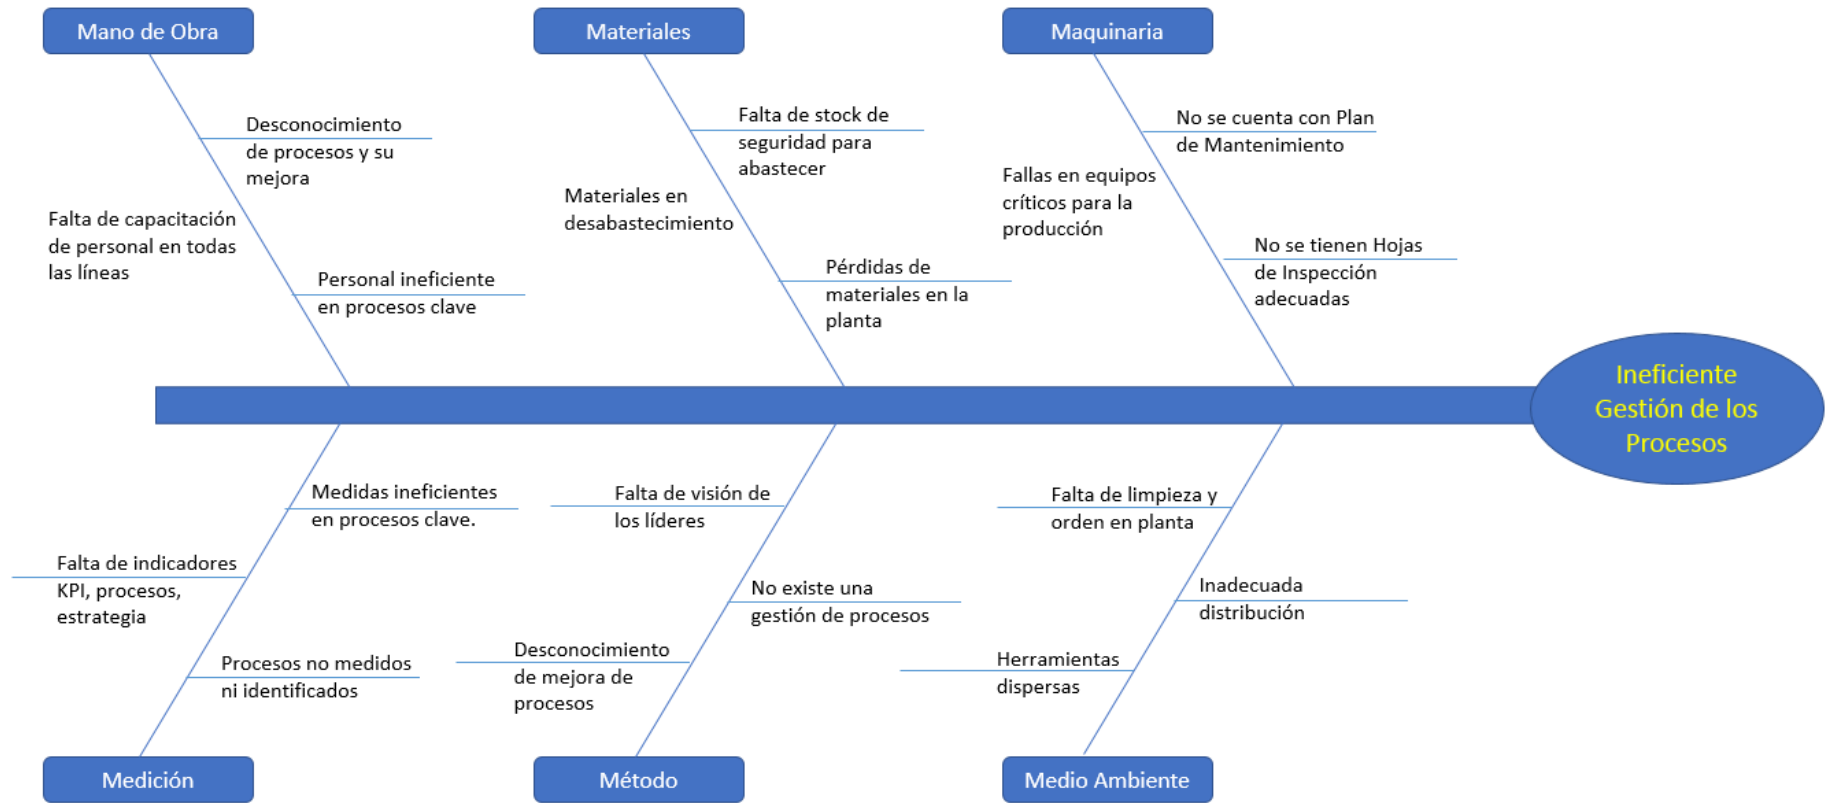 Mano de Obra
Materiales
Maquinaria
Desconocimiento
de procesos y su
mejora
Falta de capacitación
de personal en todas
las líneas
Personal ineficiente
en procesos clave
Falta de stock de
seguridad para
abastecer
Materiales en
desabastecimiento
Pérdidas de
materiales en la
planta
No se cuenta con Plan
de Mantenimiento
Fallas en equipos
críticos para la
producción
No se tienen Hojas
de Inspección
adecuadas
Ineficiente
Gestión de los
Procesos
Medidas ineficientes
en procesos clave.
Falta de indicadores
KPI, procesos,
estrategia
Procesos no medidos
ni identificados
Falta de visión de
los líderes
No existe una
gestión de procesos
Desconocimiento
de mejora de
procesos
Falta de limpieza y
orden en planta
Inadecuada
distribución
Herramientas
dispersas
Medición
Método
Medio Ambiente